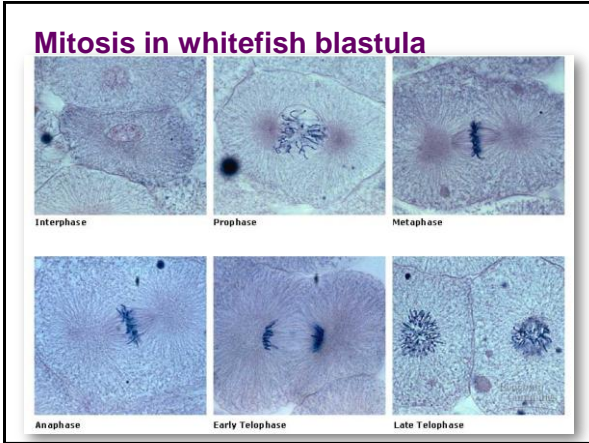 Mitosis in whitefish blastula
Interphase
Prophase
Metaphase
Anaphase
Early Telophase
Late Telophase